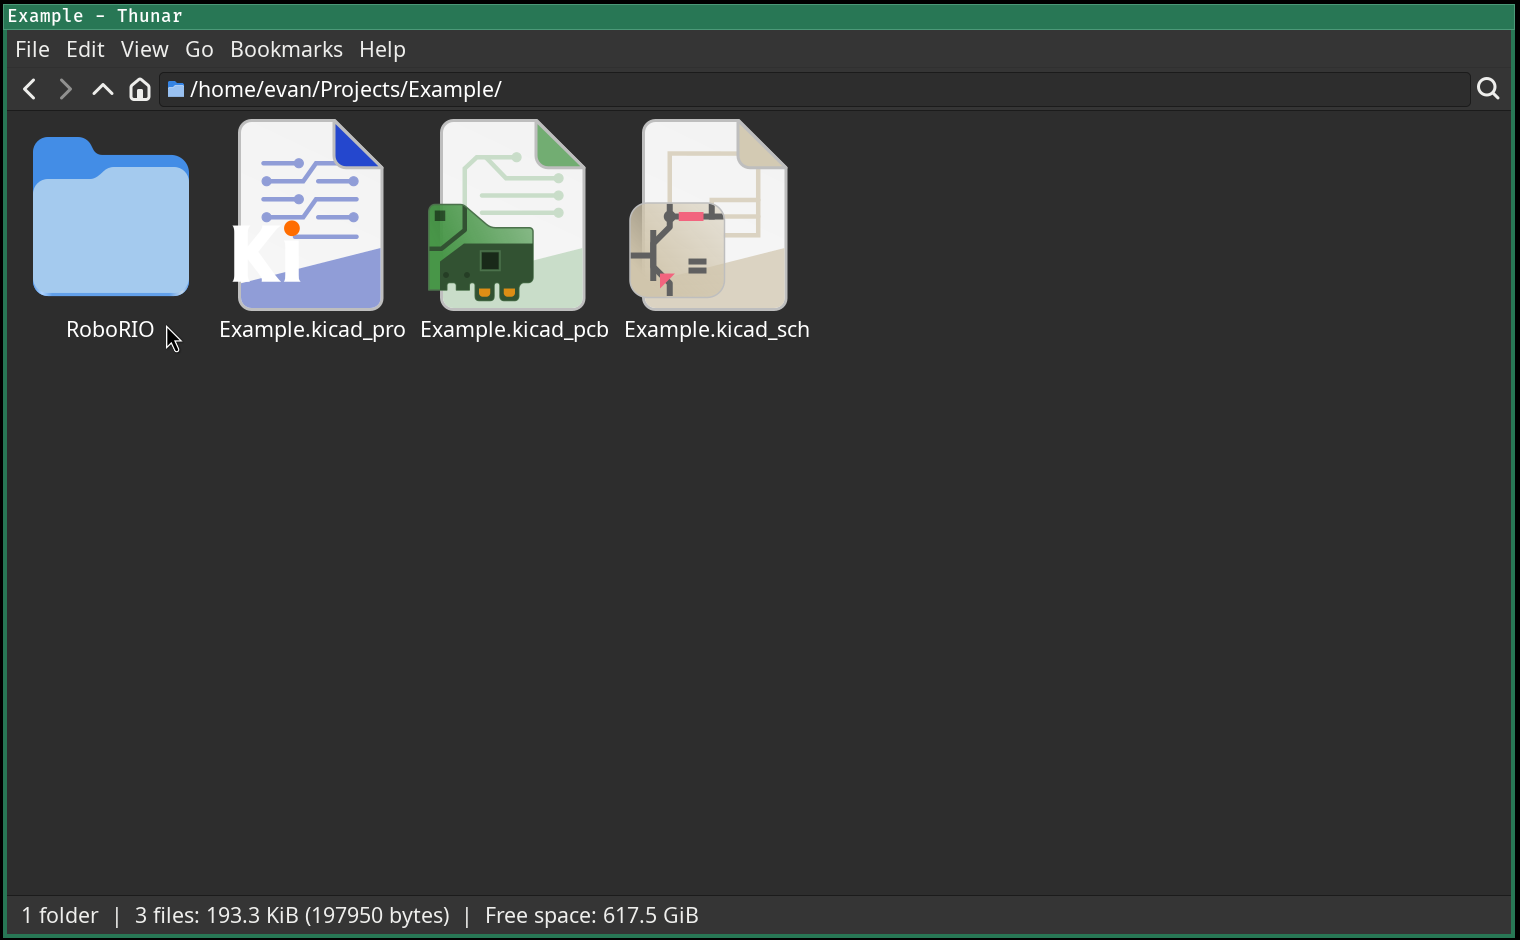 Example - Thunar
File Edit View Go Bookmarks Help
/home/evan/Projects/Example/
Ki
RoboRIO Example.kicad_pro Example.kicad_pcb Example.kicad_sch
1 folder | 3 files: 193.3 KiB (197950 bytes) | Free space: 617.5 GiB